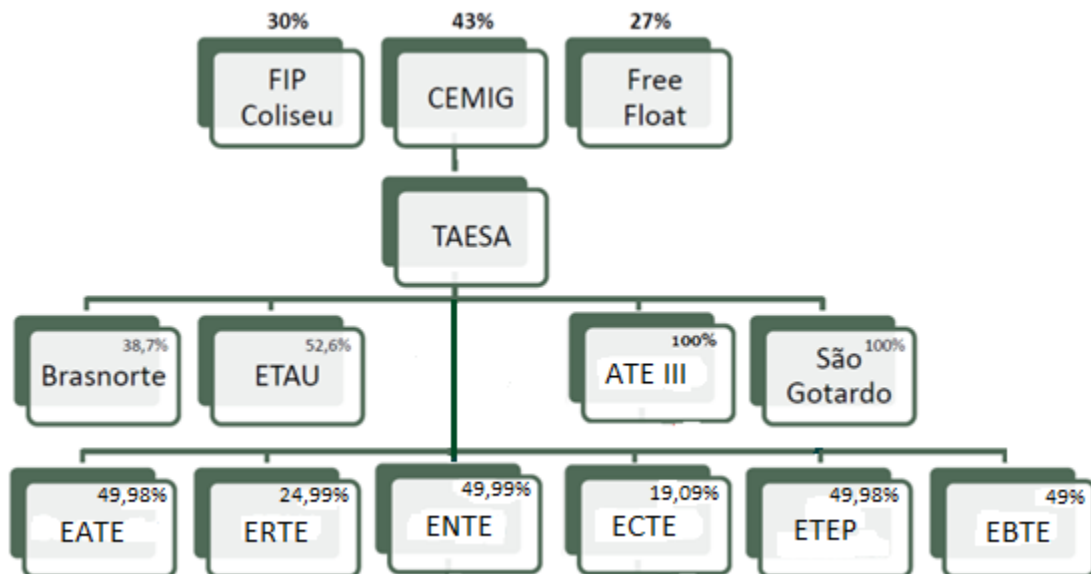 30%
43%
27%
FIP
Coliseu
CEMIG
Free
Float
TAESA
38,7%
Brasnorte
52,6%
ETAU
100%
ATE III
100%
São
Gotardo
49,98%
EATE
24,99%
ERTE
49,99%
ENTE
19,09%
ECTE
49,98%
ETEP
49%
EBTE